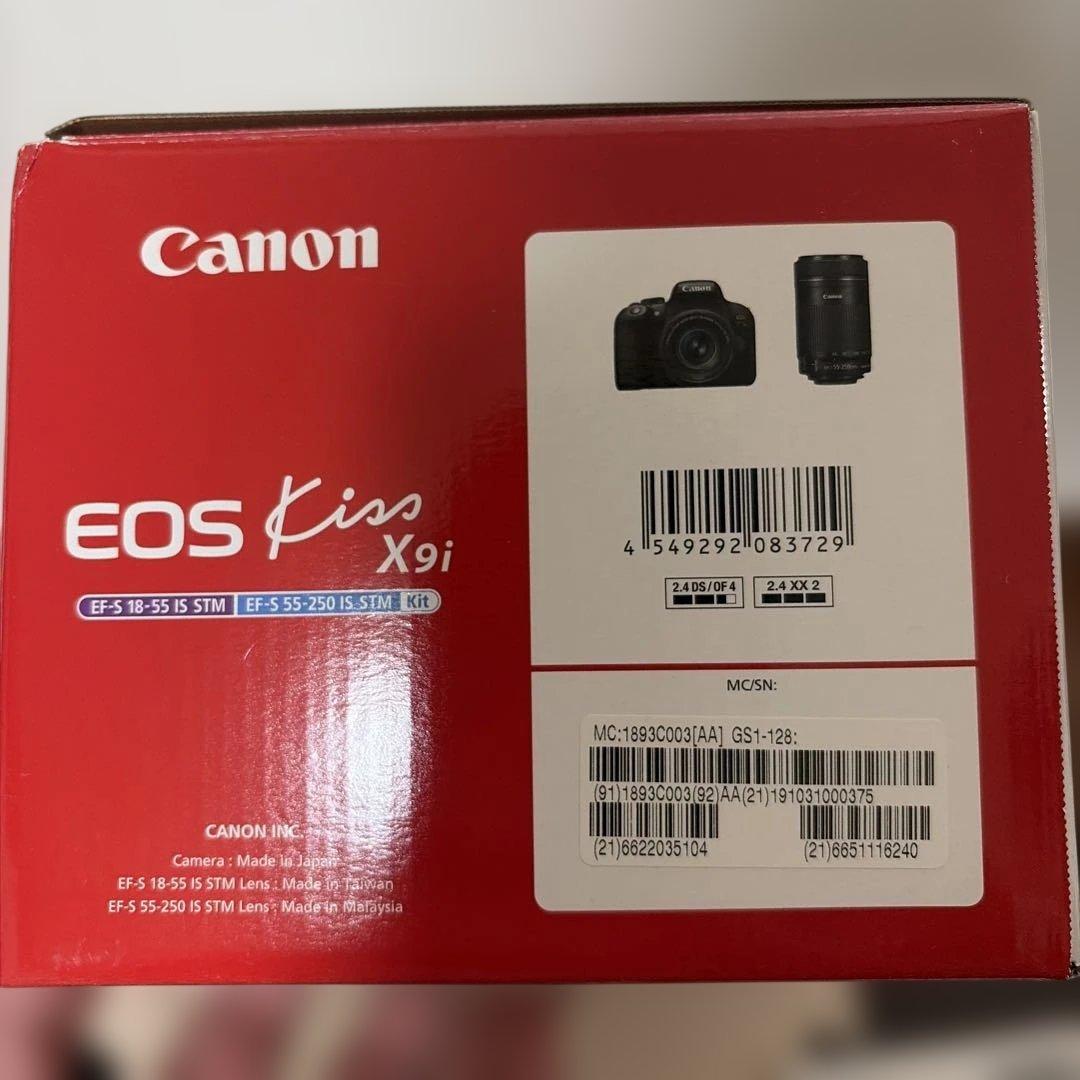 Canon
EOS Kiss
X9i
EF-S 18-55 IS STM EF-S 55-250 IS STM Kit
CANON INC.
Camera : Made in Japan
EF-S 18-55 IS STM Lens : Made in Taiwan
EF-S 55-250 IS STM Lens : Made in Malaysia
Canon
Canon
4 549292 083729
2.4 DS/0F4 2.4 XX 2
MC/SN:
MC:1893C003[AA] GS1-128:
(91)1893C003(92)AA(21)191031000375
(21)6622035104 (21)6651116240